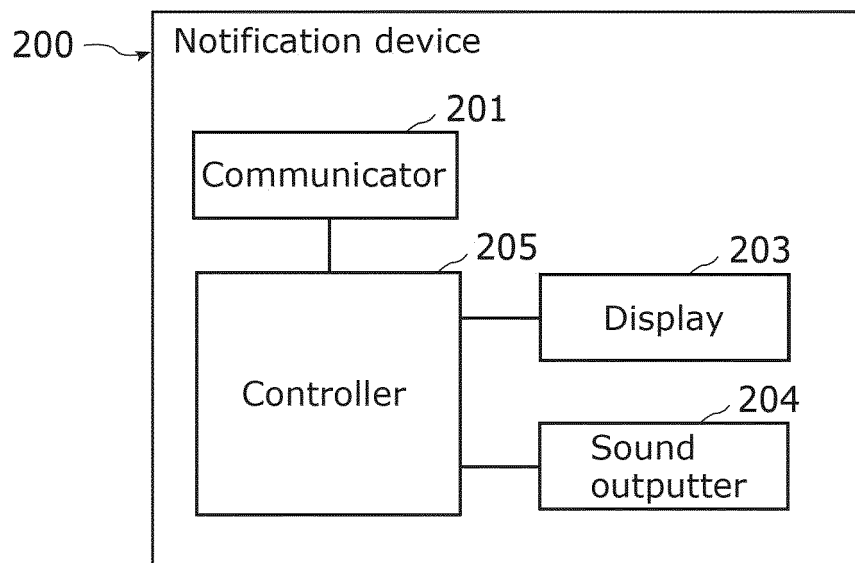 200
Notification device
201
Communicator
205
203
Controller
Display
204
Sound
outputter